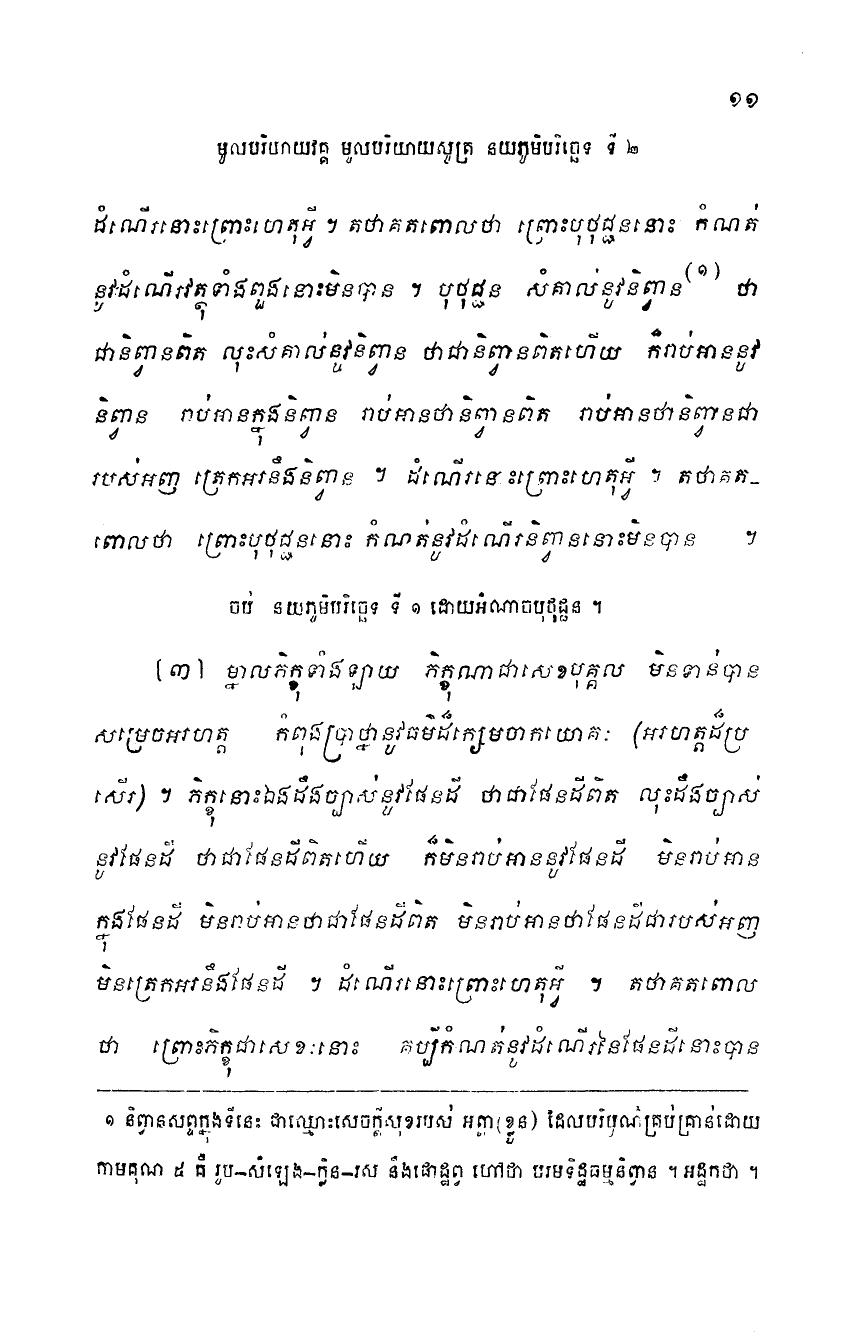 ១១
មូលបរិយាយវគ្គ មូលបរិយាយសូត្រ នយភូមិបរិច្ឆេទ ទី ២
ដំណើរនោះព្រោះហេតុអ្វី ។ តថាគតពោលថា ព្រោះបុថុជ្ជននោះ កំណត់
នូវដំណើរវត្ថុទាំងពួងនោះមិនបាន ។ បុថុជ្ជន សំគាល់នូវនិព្វាន(១) ថា
ជានិព្វានពិត លុះសំគាល់នូវនិព្វាន ថាជានិព្វានពិតហើយ ក៏រាប់អាននូវ
និព្វាន រាប់អានក្នុងនិព្វាន រាប់អានថានិព្វានពិត រាប់អានថានិព្វានជា
របស់អញ ត្រេកអរនឹងនិព្វាន ។ ដំណើរនោះព្រោះហេតុអ្វី ។ តថាគត–
ពោលថា ព្រោះបុថុជ្ជននោះ កំណត់នូវដំណើរនិព្វាននោះមិនបាន ។
ចប់ នយភូមិបរិច្ឆេទ ទី ១ ដោយអំណាចបុថុជ្ជន ។
[៣] ម្នាលភិក្ខុទាំងឡាយ ភិក្ខុណាជាសេខបុគ្គល មិនទាន់បាន
សម្រេចអរហត្ត កំពុងប្រាថ្នានូវធម៌ដ៏ក្សេមចាកយោគៈ (អរហត្តដ៏ប្រ
សើរ) ។ ភិក្ខុនោះឯងដឹងច្បាស់នូវផែនដី ថាជាផែនដីពិត លុះដឹងច្បាស់
នូវផែនដី ថាជាផែនដីពិតហើយ ក៏មិនរាប់អាននូវផែនដី មិនរាប់អាន
ក្នុងផែនដី មិនរាប់អានថាជាផែនដីពិត មិនរាប់អានថាផែនដីជារបស់អញ
មិនត្រេកអរនឹងផែនដី ។ ដំណើរនោះព្រោះហេតុអ្វី ។ តថាគតពោល
ថា ព្រោះភិក្ខុជាសេខៈនោះ គប្បីកំណត់នូវដំណើរនៃផែនដីនោះបាន
១ និព្វានសព្ទក្នុងទីនេះ ជាឈ្មោះសេចក្តីសុខរបស់ អត្តា(ខ្លួន) ដែលបរិបូណ៌គ្រប់គ្រាន់ដោយ
កាមគុណ ៥ គឺ រូប–សំឡេង–ក្លិន–រស នឹងផោដ្ឋព្វ ហៅថា បរមទិដ្ឋធម្មនិព្វាន ។ អដ្ឋកថា ។